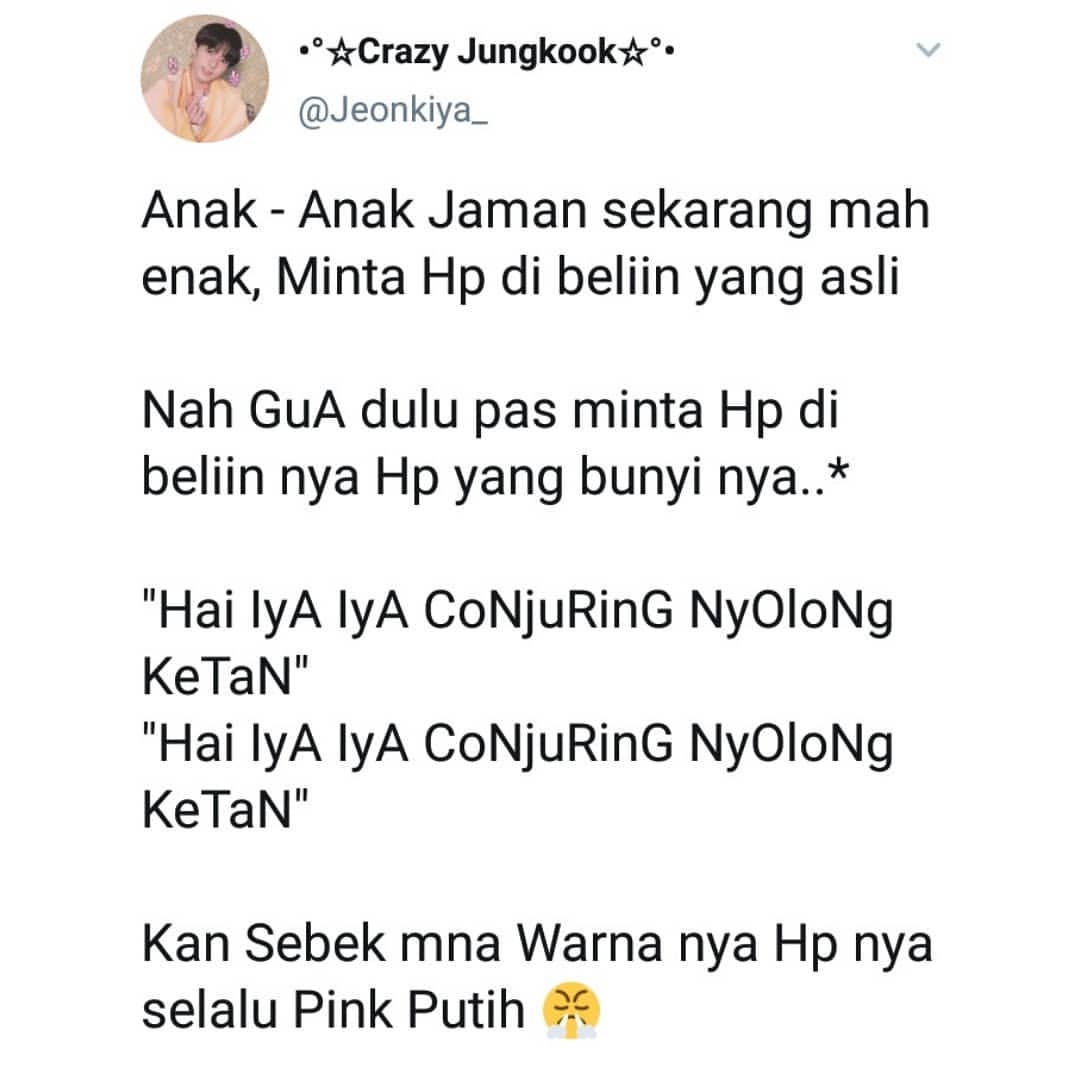 •°☆Crazy Jungkook☆°•
@Jeonkiya_
Anak - Anak Jaman sekarang mah
enak, Minta Hp di beliin yang asli
Nah GuA dulu pas minta Hp di
beliin nya Hp yang bunyi nya..*
"Hai IyA IyA CoNjuRinG NyOloNg
KeTaN"
"Hai IyA IyA CoNjuRinG NyOloNg
KeTaN"
Kan Sebek mna Warna nya Hp nya
selalu Pink Putih 😤